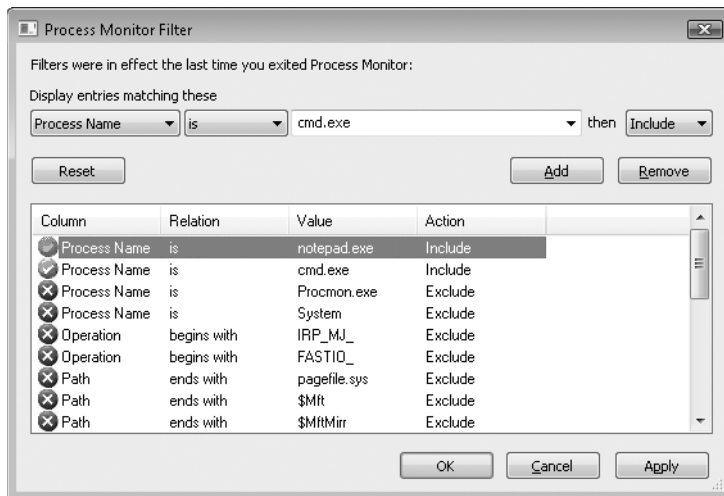 Process Monitor Filter
Filters were in effect the last time you exited Process Monitor:
Display entries matching these
Process Name is cmd.exe then Include
Reset Add Remove
Column Relation Value Action
Process Name is notepad.exe Include
Process Name is cmd.exe Include
Process Name is Procmon.exe Exclude
Process Name is System Exclude
Operation begins with IRP_MJ_ Exclude
Operation begins with FASTIO_ Exclude
Path ends with pagefile.sys Exclude
Path ends with $Mft Exclude
Path ends with $MftMirr Exclude
OK Cancel Apply